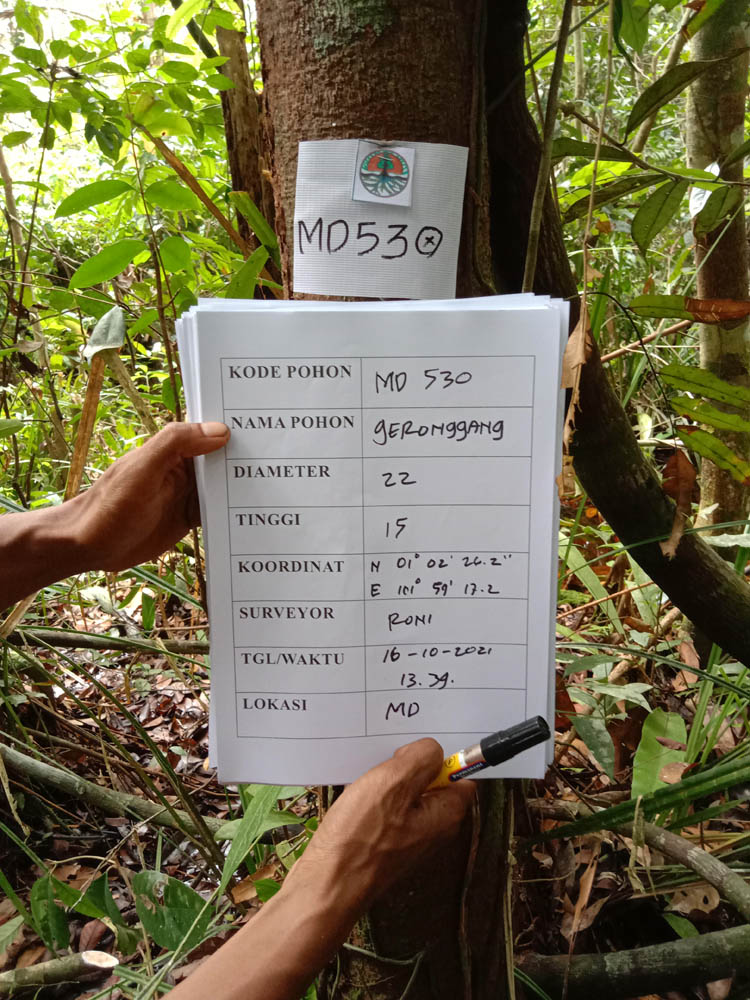 MD530
KODE POHON MD 530
NAMA POHON gERONggANg
DIAMETER 22
TINGGI 15
KOORDINAT N 01° 02' 26.2"
E 101° 59' 17.2
SURVEYOR RONI
TGL/WAKTU 16-10-2021
13.39.
LOKASI MD